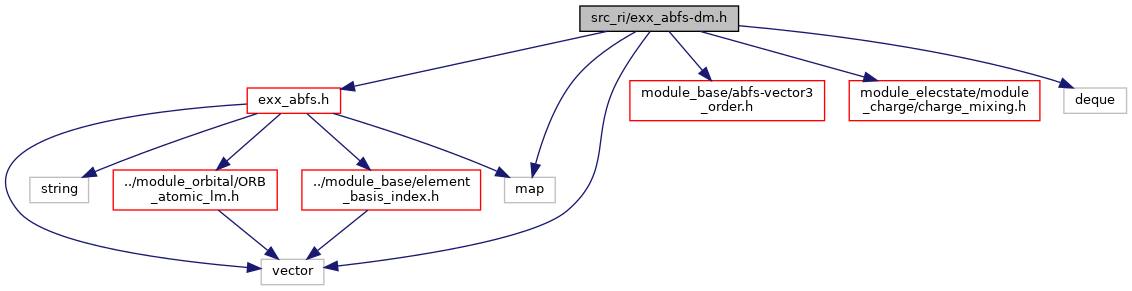 src_ri/exx_abfs-dm.h
exx_abfs.h
module_base/abfs-vector3
_order.h
module_elecstate/module
_charge/charge_mixing.h
deque
string
../module_orbital/ORB
_atomic_lm.h
../module_base/element
_basis_index.h
map
vector